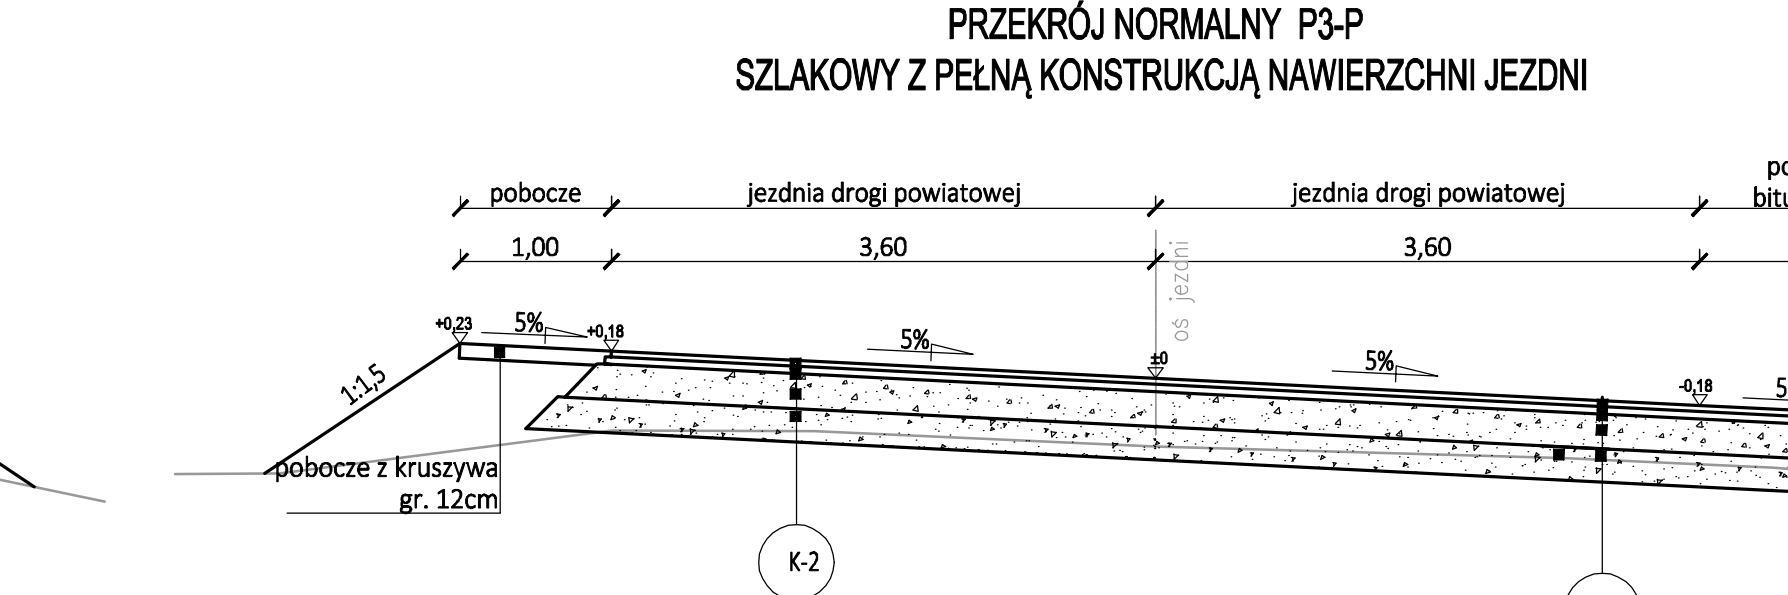 PRZEKRÓJ NORMALNY P3-P
SZLAKOWY Z PEŁNĄ KONSTRUKCJĄ NAWIERZCHNI JEZDNI
pobocze
jezdnia drogi powiatowej
jezdnia drogi powiatowej
1,00
3,60
3,60
oś jezdni
+0,23
5%
+0,18
5%
±0
5%
-0,18
1:1,5
pobocze z kruszywa
gr. 12cm
K-2